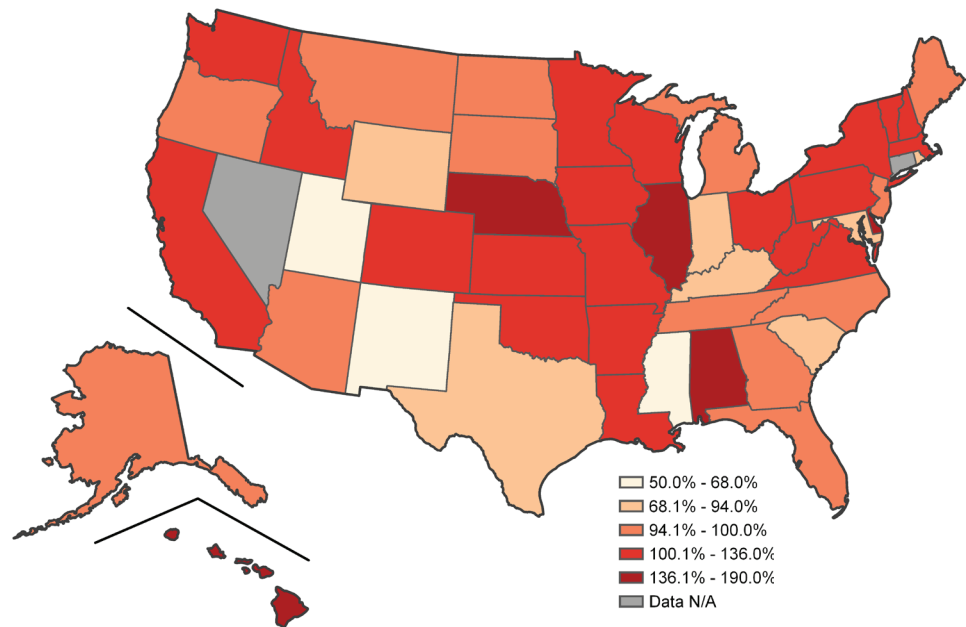 50.0% - 68.0%
68.1% - 94.0%
94.1% - 100.0%
100.1% - 136.0%
136.1% - 190.0%
Data N/A